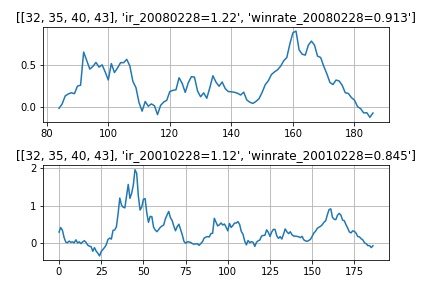 [[32, 35, 40, 43], 'ir_20080228=1.22', 'winrate_20080228=0.913']
0.5
0.0
80 100 120 140 160 180
[[32, 35, 40, 43], 'ir_20010228=1.12', 'winrate_20010228=0.845']
2
1
0
0 25 50 75 100 125 150 175